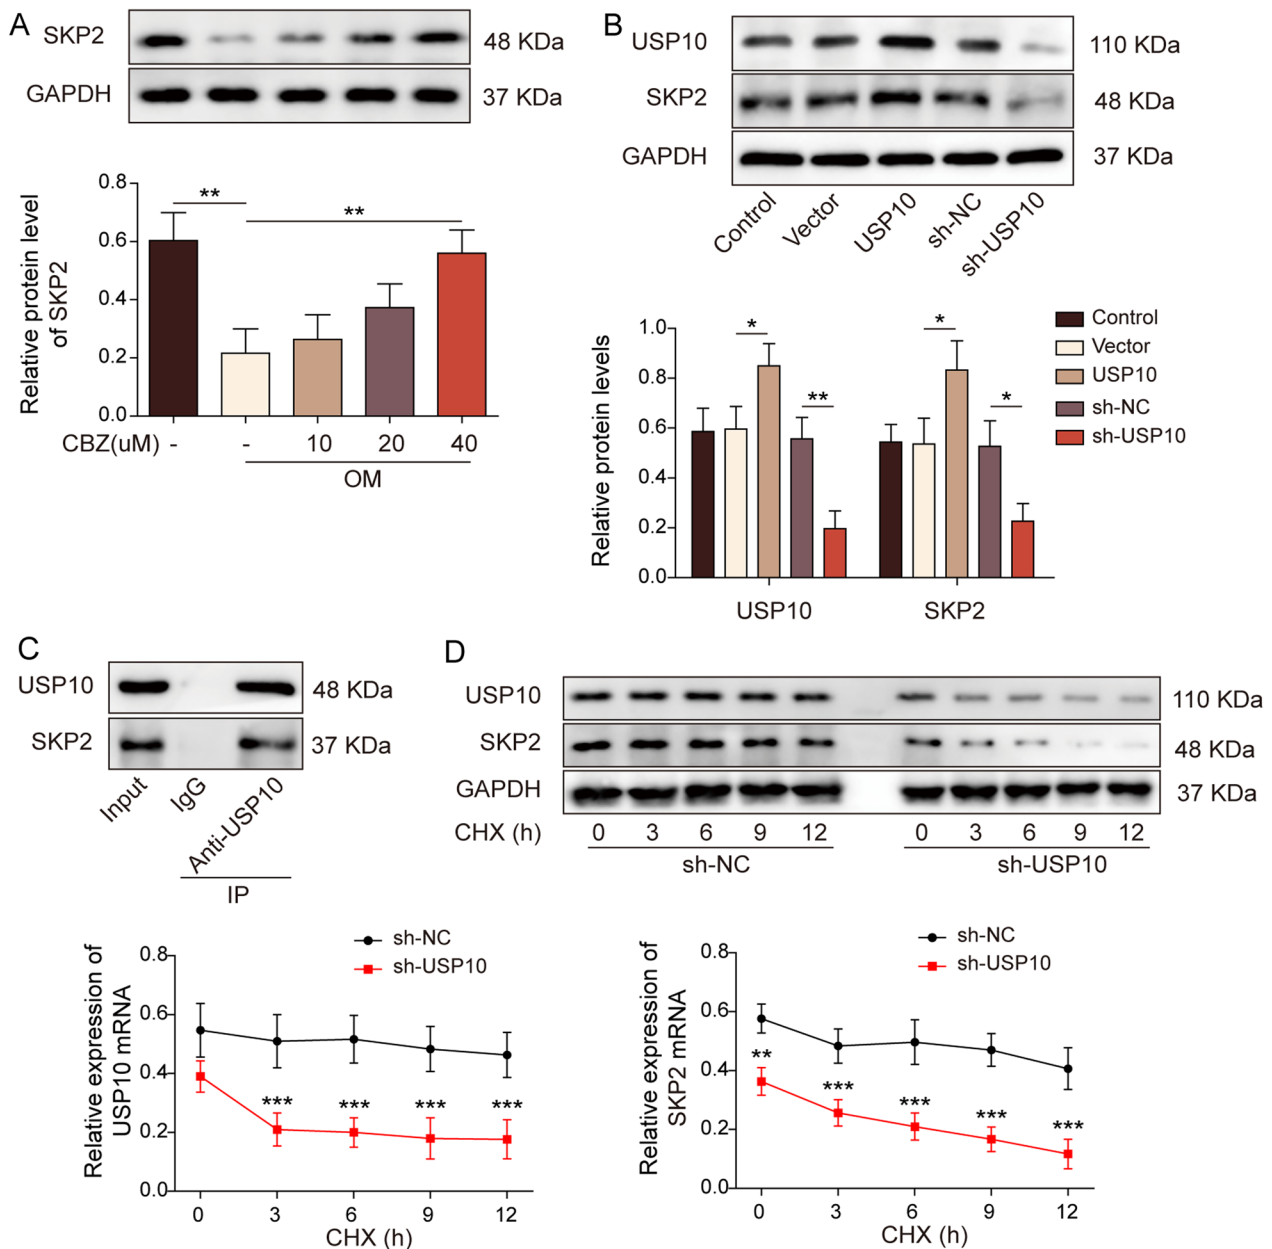 A
SKP2
48 KDa
GAPDH
37 KDa
Relative protein level
of SKP2
0.8
0.6
0.4
0.2
0.0
**
**
CBZ(uM) - - 10 20 40
OM
B
USP10
110 KDa
SKP2
48 KDa
GAPDH
37 KDa
Control
Vector
USP10
sh-NC
sh-USP10
Relative protein levels
1.0
0.8
0.6
0.4
0.2
0.0
*
**
*
*
USP10
SKP2
Control
Vector
USP10
sh-NC
sh-USP10
C
USP10
48 KDa
SKP2
37 KDa
Input
IgG
Anti-USP10
IP
D
USP10
110 KDa
SKP2
48 KDa
GAPDH
37 KDa
CHX (h) 0 3 6 9 12 0 3 6 9 12
sh-NC
sh-USP10
Relative expression of
USP10 mRNA
0.8
0.6
0.4
0.2
0.0
sh-NC
sh-USP10
*** *** *** ***
0 3 6 9 12
CHX (h)
Relative expression of
SKP2 mRNA
0.8
0.6
0.4
0.2
0.0
sh-NC
sh-USP10
** *** *** *** ***
0 3 6 9 12
CHX (h)